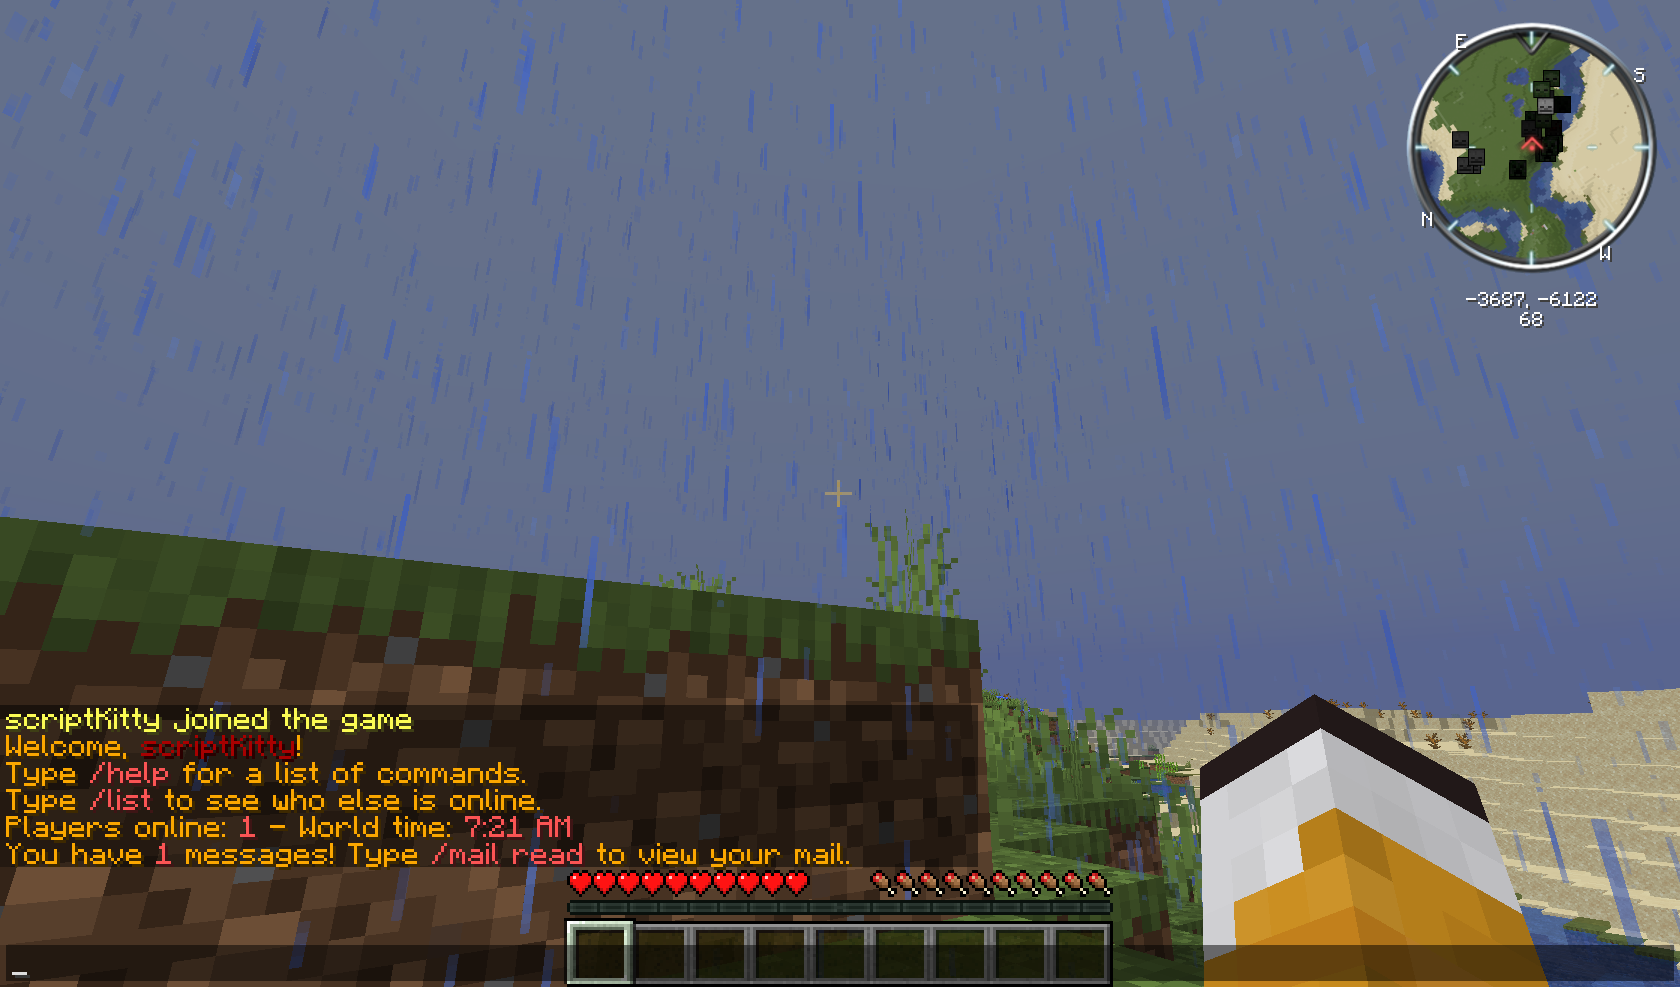 E
S
N
W
-3687, -6122
68
scriptKitty joined the game
Welcome, scriptKitty!
Type /help for a list of commands.
Type /list to see who else is online.
Players online: 1 - World time: 7:21 AM
You have 1 messages! Type /mail read to view your mail.